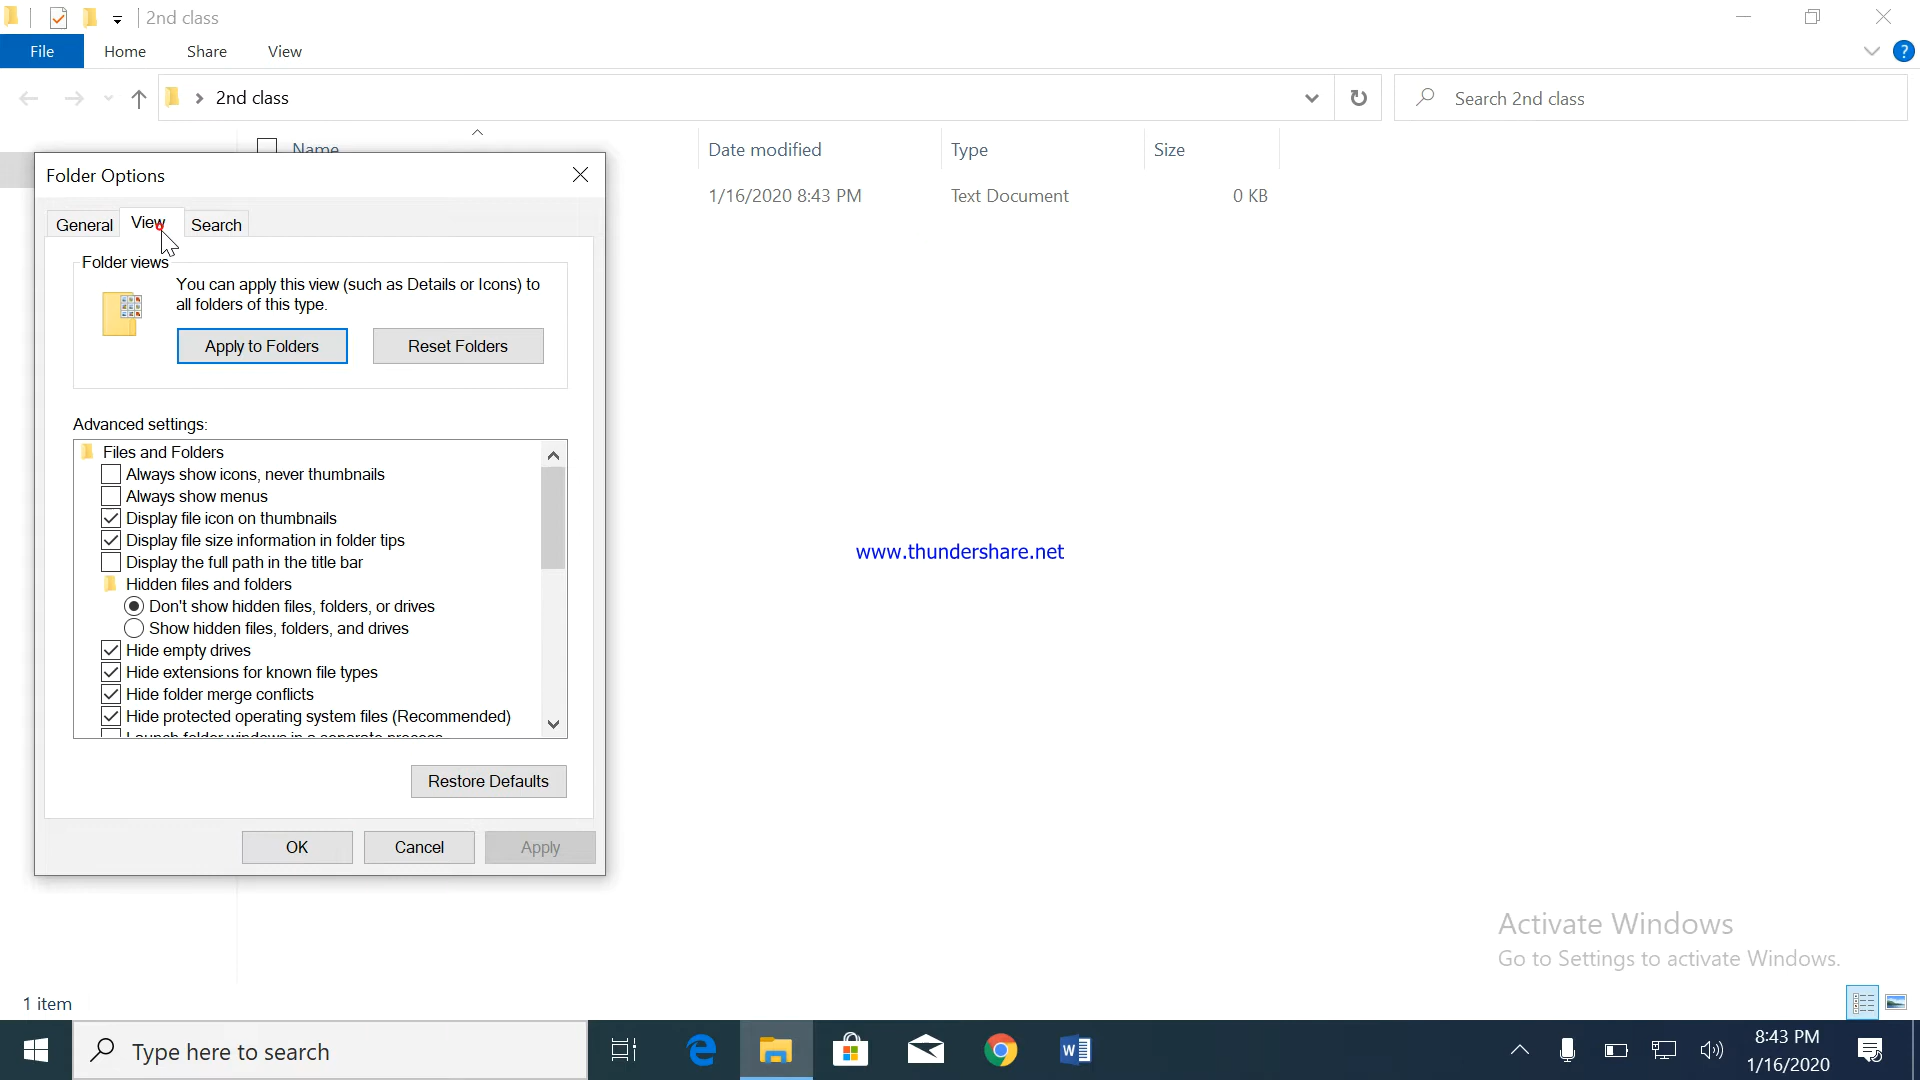 2nd class
File Home Share View
2nd class
Search 2nd class
Name Date modified Type Size
Folder Options
1/16/2020 8:43 PM Text Document 0 KB
General View Search
Folder views
You can apply this view (such as Details or Icons) to
all folders of this type.
Apply to Folders Reset Folders
Advanced settings:
Files and Folders
Always show icons, never thumbnails
Always show menus
Display file icon on thumbnails
Display file size information in folder tips
Display the full path in the title bar
Hidden files and folders
Don't show hidden files, folders, or drives
Show hidden files, folders, and drives
Hide empty drives
Hide extensions for known file types
Hide folder merge conflicts
Hide protected operating system files (Recommended)
Launch folder windows in a separate process
Restore Defaults
OK Cancel Apply
www.thundershare.net
Activate Windows
Go to Settings to activate Windows.
1 item
Type here to search
8:43 PM
1/16/2020